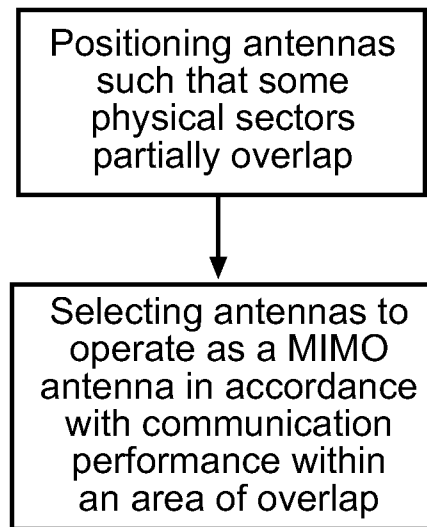 Positioning antennas
such that some
physical sectors
partially overlap
Selecting antennas to
operate as a MIMO
antenna in accordance
with communication
performance within
an area of overlap